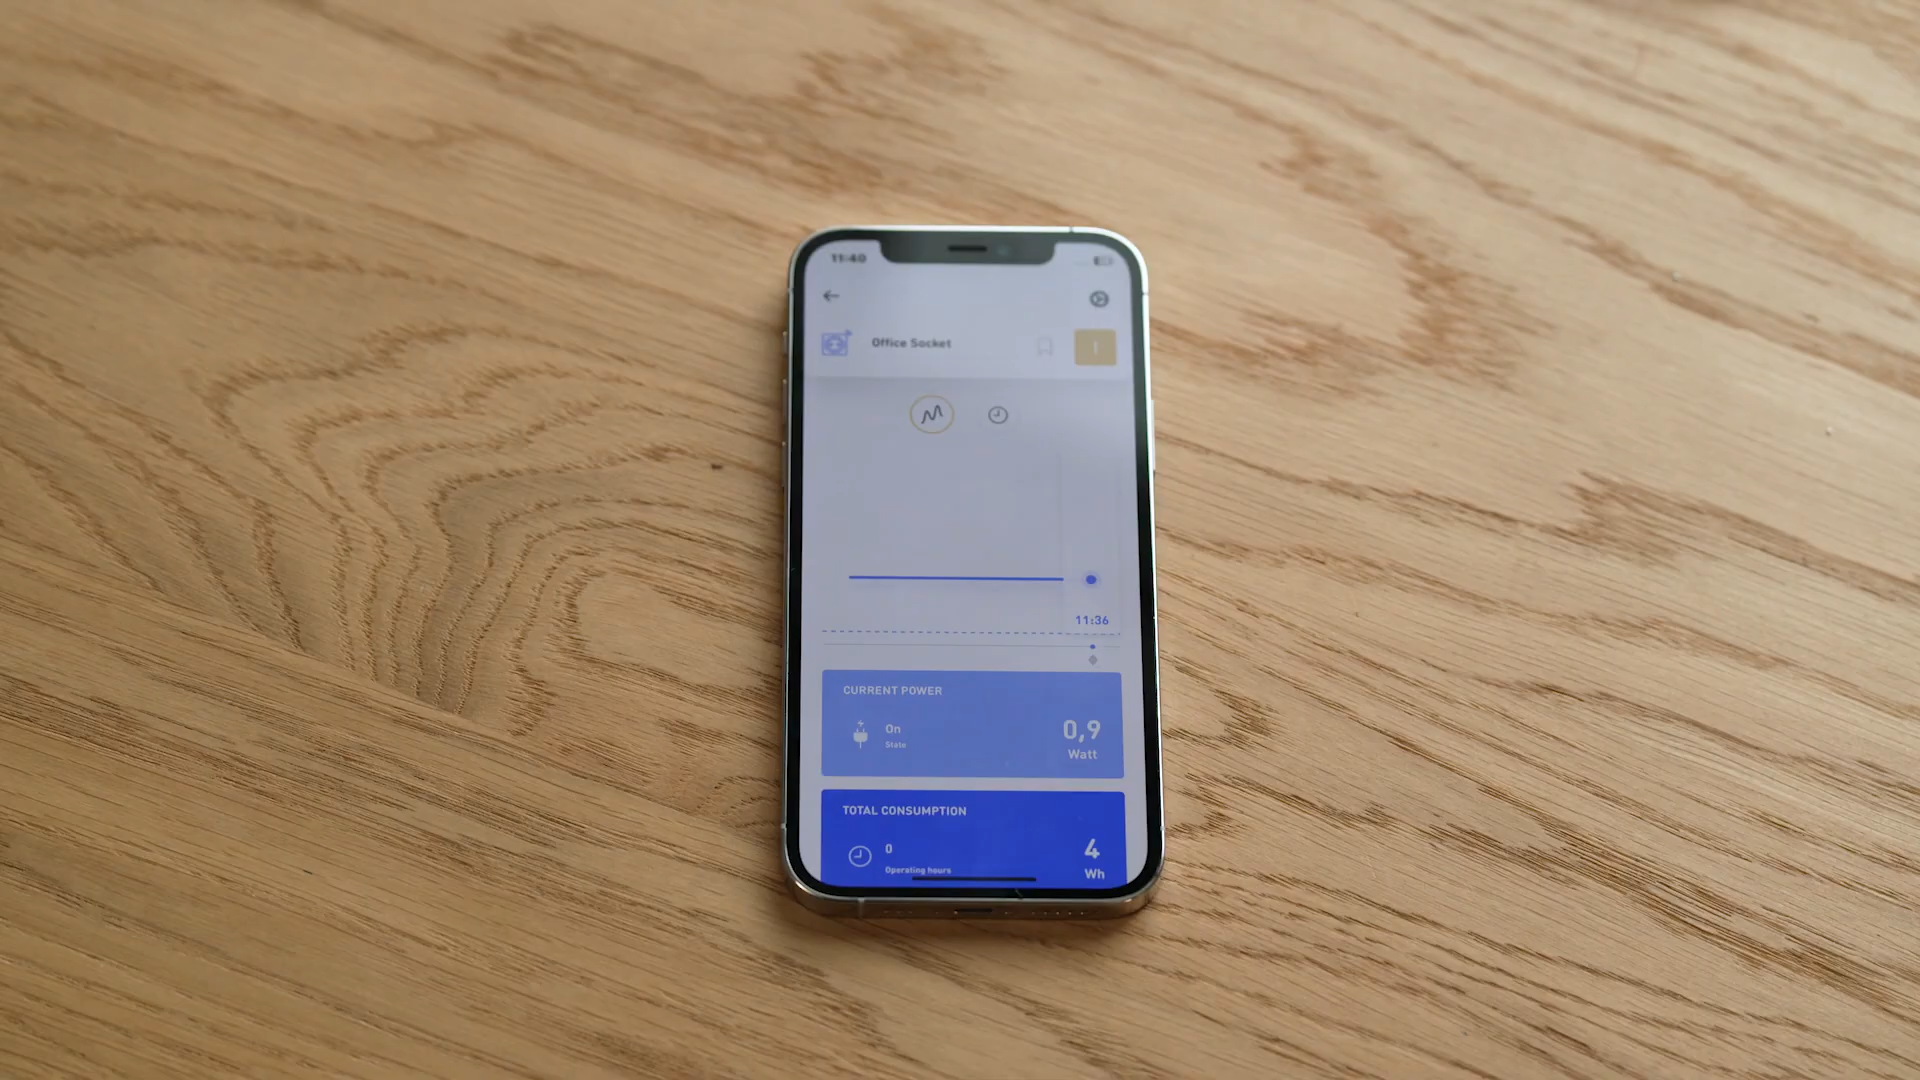 11:40
Office Socket
11:36
CURRENT POWER
On
State
0,9
Watt
TOTAL CONSUMPTION
0
Operating hours
4
Wh